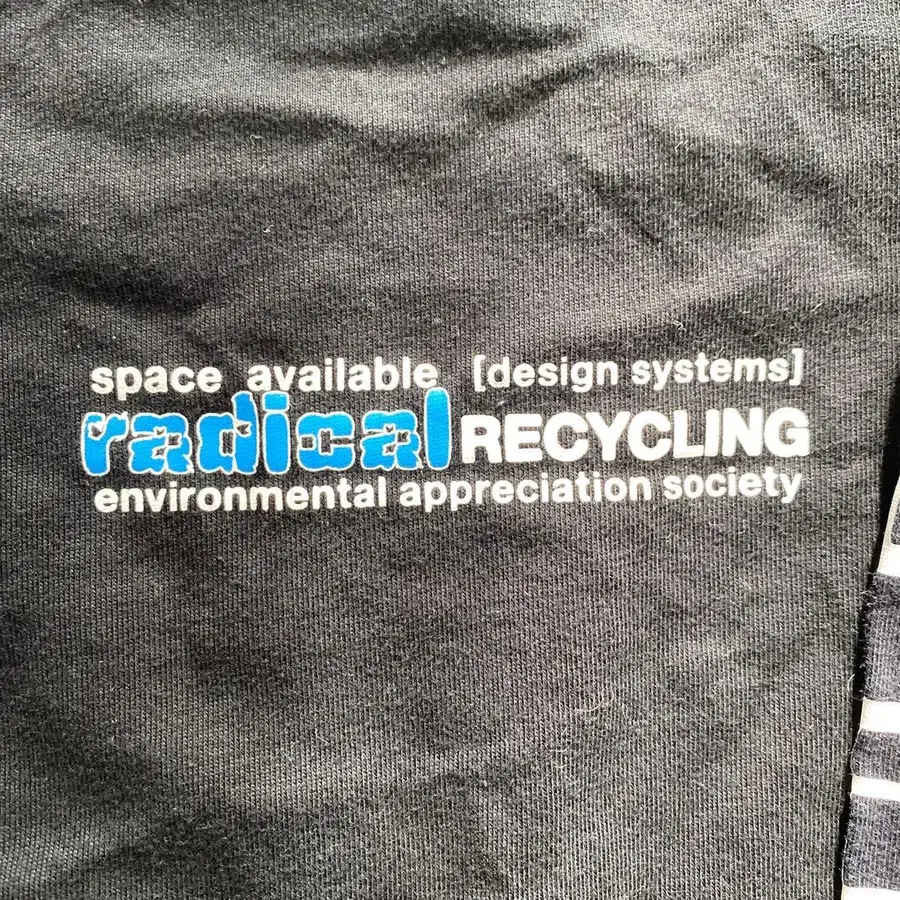 space available [design systems]
radical RECYCLING
environmental appreciation society